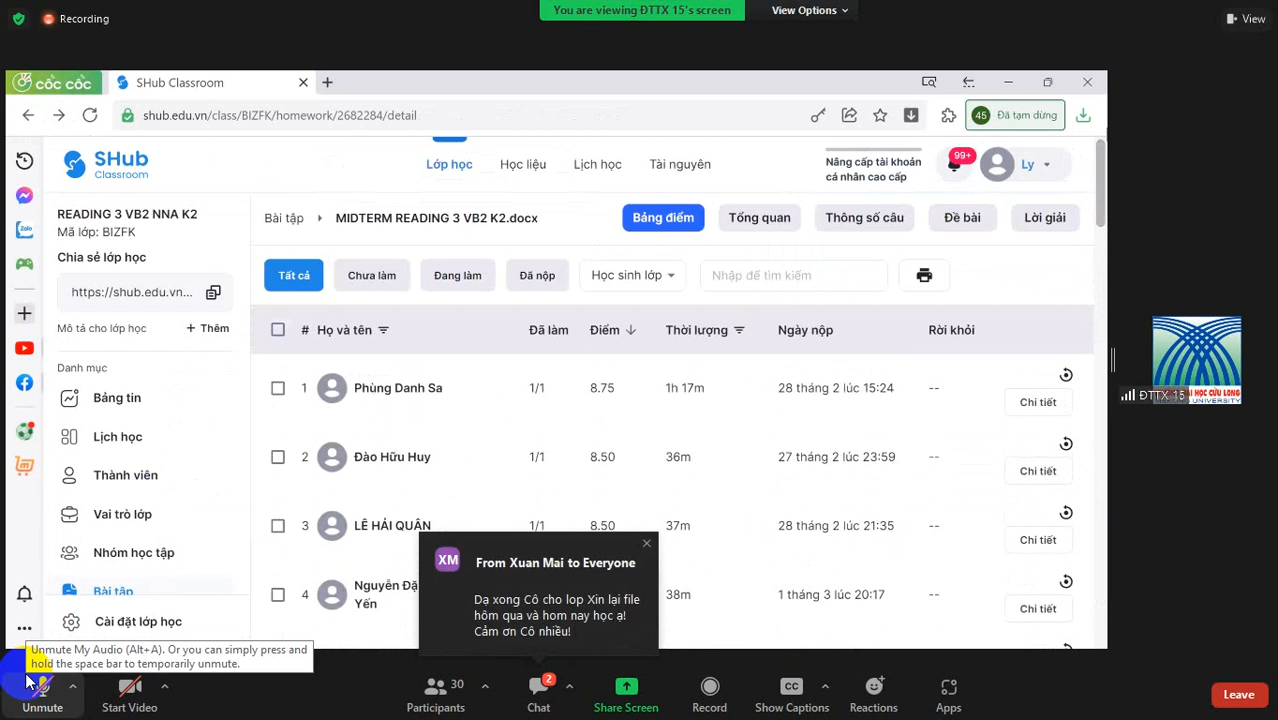 Recording
You are viewing ĐTTX 15's screen
View Options
View
cốc cốc
SHub Classroom
shub.edu.vn/class/BIZFK/homework/2682284/detail
45 Đã tạm dừng
SHub
Classroom
Lớp học
Học liệu
Lịch học
Tài nguyên
Nâng cấp tài khoản
cá nhân cao cấp
99+
Ly
READING 3 VB2 NNA K2
Mã lớp: BIZFK
Chia sẻ lớp học
https://shub.edu.vn...
Mô tả cho lớp học
+ Thêm
Danh mục
Bảng tin
Lịch học
Thành viên
Vai trò lớp
Nhóm học tập
Bài tập
Cài đặt lớp học
Bài tập
MIDTERM READING 3 VB2 K2.docx
Bảng điểm
Tổng quan
Thông số câu
Đề bài
Lời giải
Tất cả
Chưa làm
Đang làm
Đã nộp
Học sinh lớp
Nhập để tìm kiếm
# Họ và tên Đã làm Điểm Thời lượng Ngày nộp Rời khỏi
1 Phùng Danh Sa 1/1 8.75 1h 17m 28 tháng 2 lúc 15:24 --
Chi tiết
2 Đào Hữu Huy 1/1 8.50 36m 27 tháng 2 lúc 23:59 --
Chi tiết
3 LÊ HẢI QUÂN 1/1 8.50 37m 28 tháng 2 lúc 21:35 --
Chi tiết
4 Nguyễn
Yến 38m 1 tháng 3 lúc 20:17 --
Chi tiết
XM
From Xuan Mai to Everyone
Dạ xong Cô cho lop Xin lại file
hôm qua và hom nay học ạ!
Cảm ơn Cô nhiều!
ĐTTX 15
Unmute My Audio (Alt+A). Or you can simply press and
hold the space bar to temporarily unmute.
Unmute
Start Video
30
Participants
2
Chat
Share Screen
Record
CC
Show Captions
Reactions
Apps
Leave